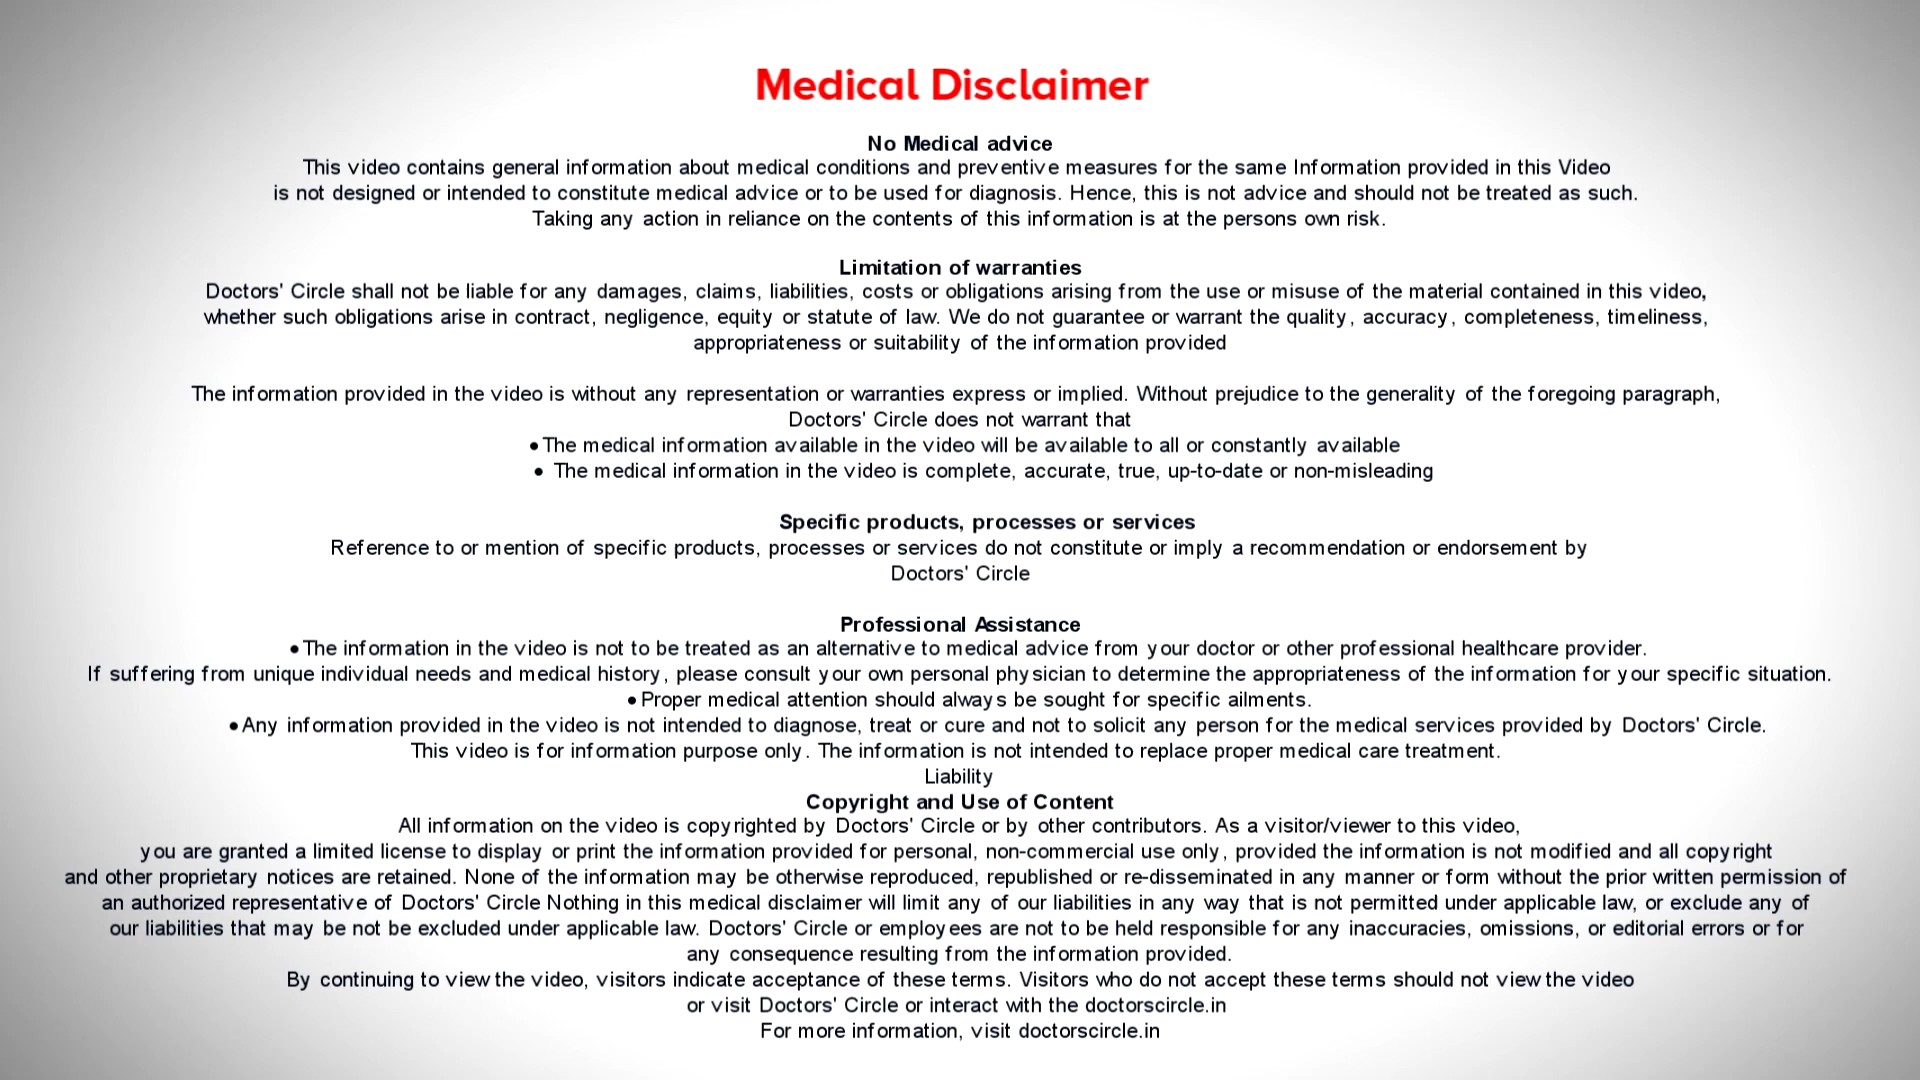 Medical Disclaimer
No Medical advice
This video contains general information about medical conditions and preventive measures for the same Information provided in this Video
is not designed or intended to constitute medical advice or to be used for diagnosis. Hence, this is not advice and should not be treated as such.
Taking any action in reliance on the contents of this information is at the persons own risk.
Limitation of warranties
Doctors' Circle shall not be liable for any damages, claims, liabilities, costs or obligations arising from the use or misuse of the material contained in this video,
whether such obligations arise in contract, negligence, equity or statute of law. We do not guarantee or warrant the quality, accuracy, completeness, timeliness,
appropriateness or suitability of the information provided
The information provided in the video is without any representation or warranties express or implied. Without prejudice to the generality of the foregoing paragraph,
Doctors' Circle does not warrant that
• The medical information available in the video will be available to all or constantly available
• The medical information in the video is complete, accurate, true, up-to-date or non-misleading
Specific products, processes or services
Reference to or mention of specific products, processes or services do not constitute or imply a recommendation or endorsement by
Doctors' Circle
Professional Assistance
• The information in the video is not to be treated as an alternative to medical advice from your doctor or other professional healthcare provider.
If suffering from unique individual needs and medical history, please consult your own personal physician to determine the appropriateness of the information for your specific situation.
• Proper medical attention should always be sought for specific ailments.
• Any information provided in the video is not intended to diagnose, treat or cure and not to solicit any person for the medical services provided by Doctors' Circle.
This video is for information purpose only. The information is not intended to replace proper medical care treatment.
Liability
Copyright and Use of Content
All information on the video is copyrighted by Doctors' Circle or by other contributors. As a visitor/viewer to this video,
you are granted a limited license to display or print the information provided for personal, non-commercial use only, provided the information is not modified and all copyright
and other proprietary notices are retained. None of the information may be otherwise reproduced, republished or re-disseminated in any manner or form without the prior written permission of
an authorized representative of Doctors' Circle Nothing in this medical disclaimer will limit any of our liabilities in any way that is not permitted under applicable law, or exclude any of
our liabilities that may be not be excluded under applicable law. Doctors' Circle or employees are not to be held responsible for any inaccuracies, omissions, or editorial errors or for
any consequence resulting from the information provided.
By continuing to view the video, visitors indicate acceptance of these terms. Visitors who do not accept these terms should not view the video
or visit Doctors' Circle or interact with the doctorscircle.in
For more information, visit doctorscircle.in